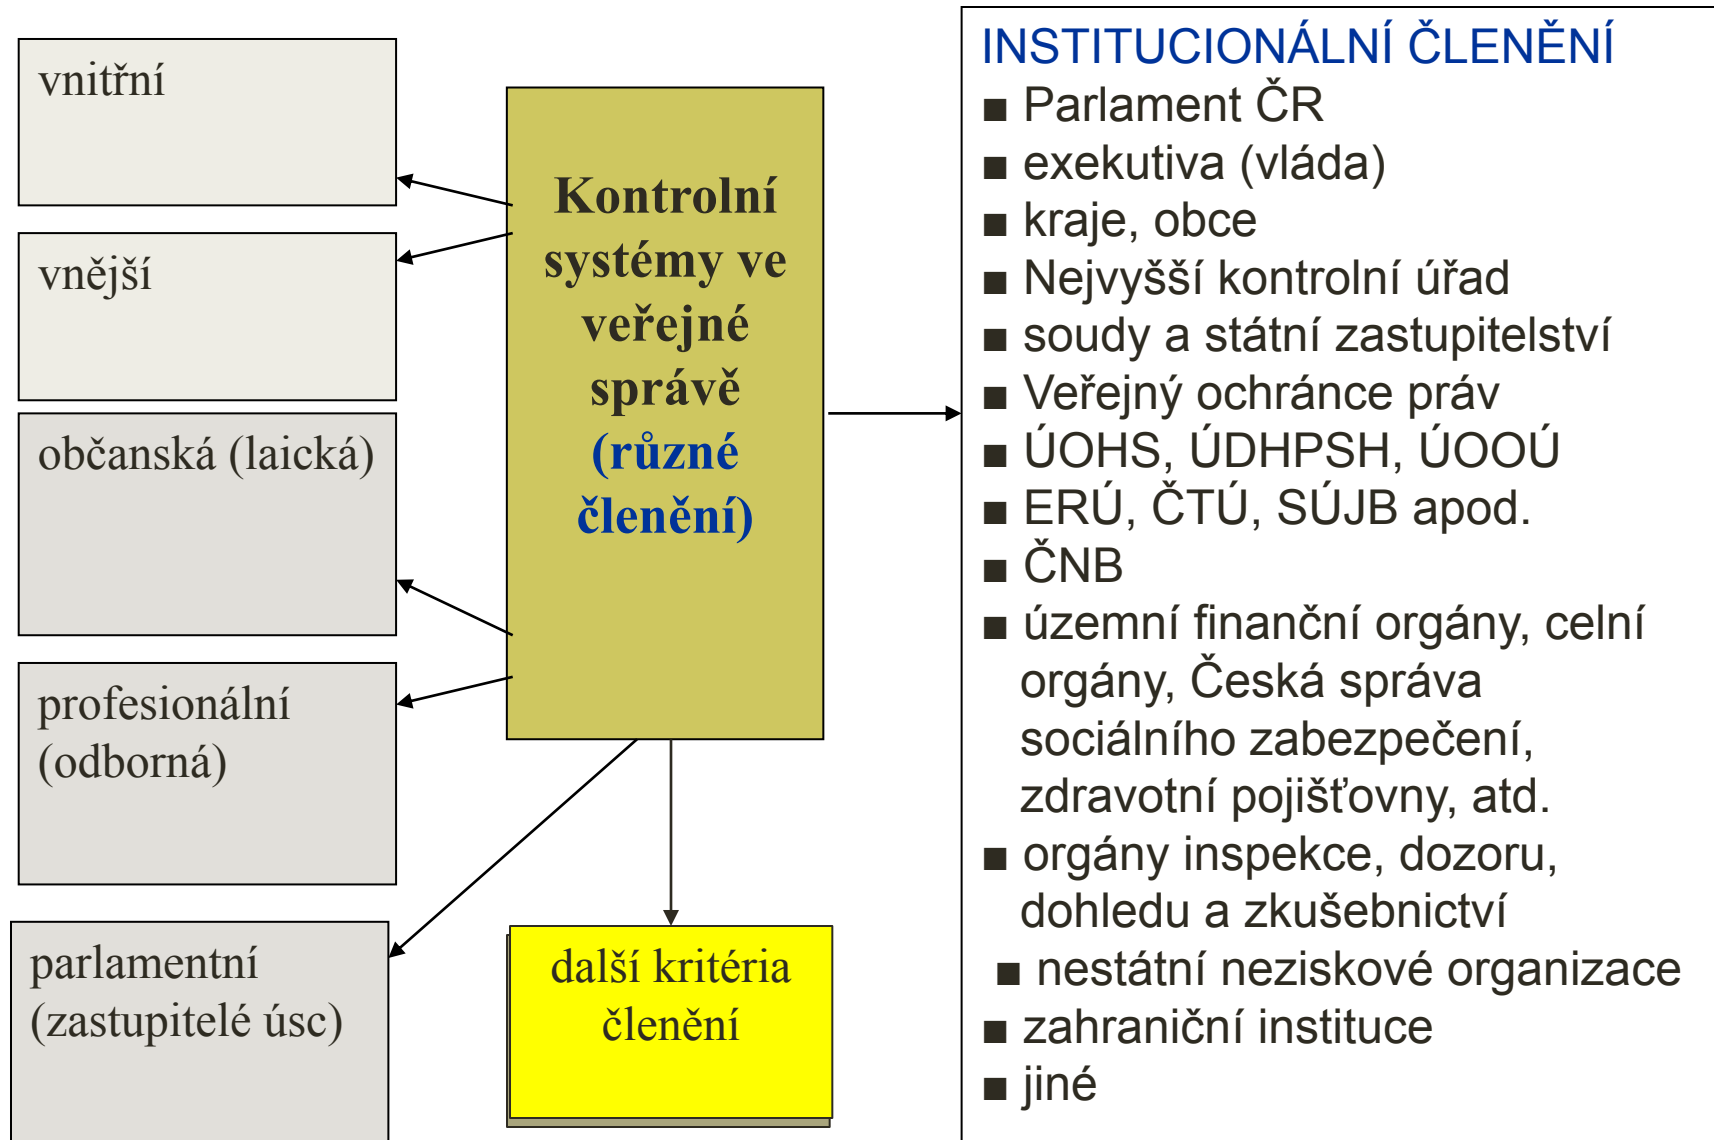 vnitřní
vnější
občanská (laická)
profesionální
(odborná)
parlamentní
(zastupitelé úsc)
Kontrolní
systémy ve
veřejné
správě
(různé
členění)
další kritéria
členění
INSTITUCIONÁLNÍ ČLENĚNÍ
■ Parlament ČR
■ exekutiva (vláda)
■ kraje, obce
■ Nejvyšší kontrolní úřad
■ soudy a státní zastupitelství
■ Veřejný ochránce práv
■ ÚOHS, ÚDHPSH, ÚOOÚ
■ ERÚ, ČTÚ, SÚJB apod.
■ ČNB
■ územní finanční orgány, celní
orgány, Česká správa
sociálního zabezpečení,
zdravotní pojišťovny, atd.
■ orgány inspekce, dozoru,
dohledu a zkušebnictví
■ nestátní neziskové organizace
■ zahraniční instituce
■ jiné